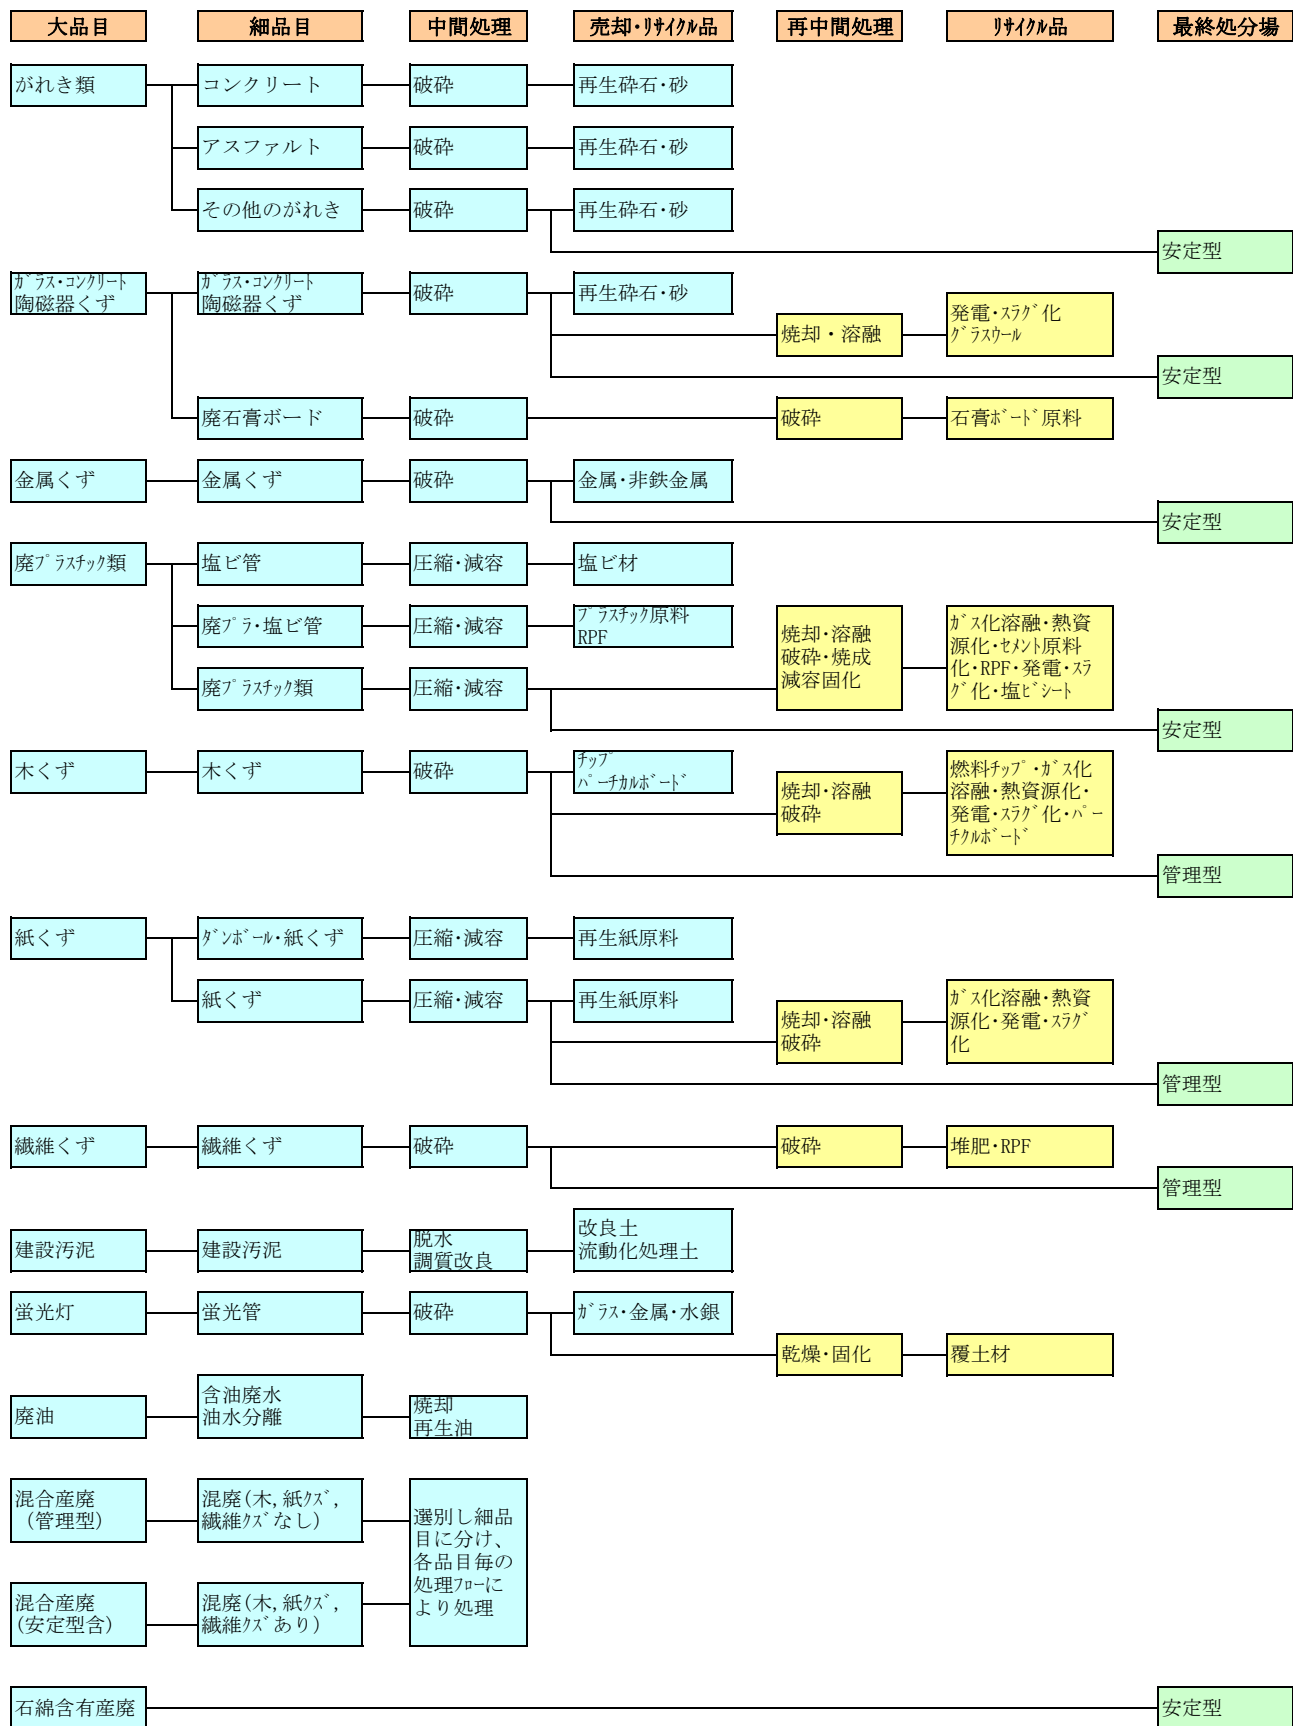 大品目
細品目
中間処理
売却･ﾘｻｲｸﾙ品
再中間処理
ﾘｻｲｸﾙ品
最終処分場
がれき類
コンクリート
破砕
再生砕石･砂
アスファルト
破砕
再生砕石･砂
その他のがれき
破砕
再生砕石･砂
安定型
ｶﾞﾗｽ･ｺﾝｸﾘｰﾄ
陶磁器くず
ｶﾞﾗｽ･ｺﾝｸﾘｰﾄ
陶磁器くず
破砕
再生砕石･砂
焼却・溶融
発電･ｽﾗｸﾞ化
ｸﾞﾗｽｳｰﾙ
安定型
廃石膏ボード
破砕
破砕
石膏ﾎﾞｰﾄﾞ原料
金属くず
金属くず
破砕
金属･非鉄金属
安定型
廃ﾌﾟﾗｽﾁｯｸ類
塩ビ管
圧縮･減容
塩ビ材
廃ﾌﾟﾗ･塩ビ管
圧縮･減容
ﾌﾟﾗｽﾁｯｸ原料
RPF
焼却･溶融
破砕･焼成
減容固化
ｶﾞｽ化溶融･熱資
源化･ｾﾒﾝﾄ原料
化･RPF･発電･ｽﾗ
ｸﾞ化･塩ﾋﾞｼｰﾄ
廃ﾌﾟﾗｽﾁｯｸ類
圧縮･減容
安定型
木くず
木くず
破砕
ﾁｯﾌﾟ
ﾊﾟｰﾁｶﾙﾎﾞｰﾄﾞ
焼却･溶融
破砕
燃料ﾁｯﾌﾟ･ｶﾞｽ化
溶融･熱資源化･
発電･ｽﾗｸﾞ化･ﾊﾟｰ
ﾁｸﾙﾎﾞｰﾄﾞ
管理型
紙くず
ﾀﾞﾝﾎﾞｰﾙ･紙くず
圧縮･減容
再生紙原料
紙くず
圧縮･減容
再生紙原料
焼却･溶融
破砕
ｶﾞｽ化溶融･熱資
源化･発電･ｽﾗｸﾞ
化
管理型
繊維くず
繊維くず
破砕
破砕
堆肥･RPF
管理型
建設汚泥
建設汚泥
脱水
調質改良
改良土
流動化処理土
蛍光灯
蛍光管
破砕
ｶﾞﾗｽ･金属･水銀
乾燥･固化
覆土材
廃油
含油廃水
油水分離
焼却
再生油
混合産廃
（管理型）
混廃(木,紙ｸｽﾞ,
繊維ｸｽﾞなし)
選別し細品
目に分け、
各品目毎の
処理ﾌﾛｰに
より処理
混合産廃
(安定型含)
混廃(木,紙ｸｽﾞ,
繊維ｸｽﾞあり)
石綿含有産廃
安定型